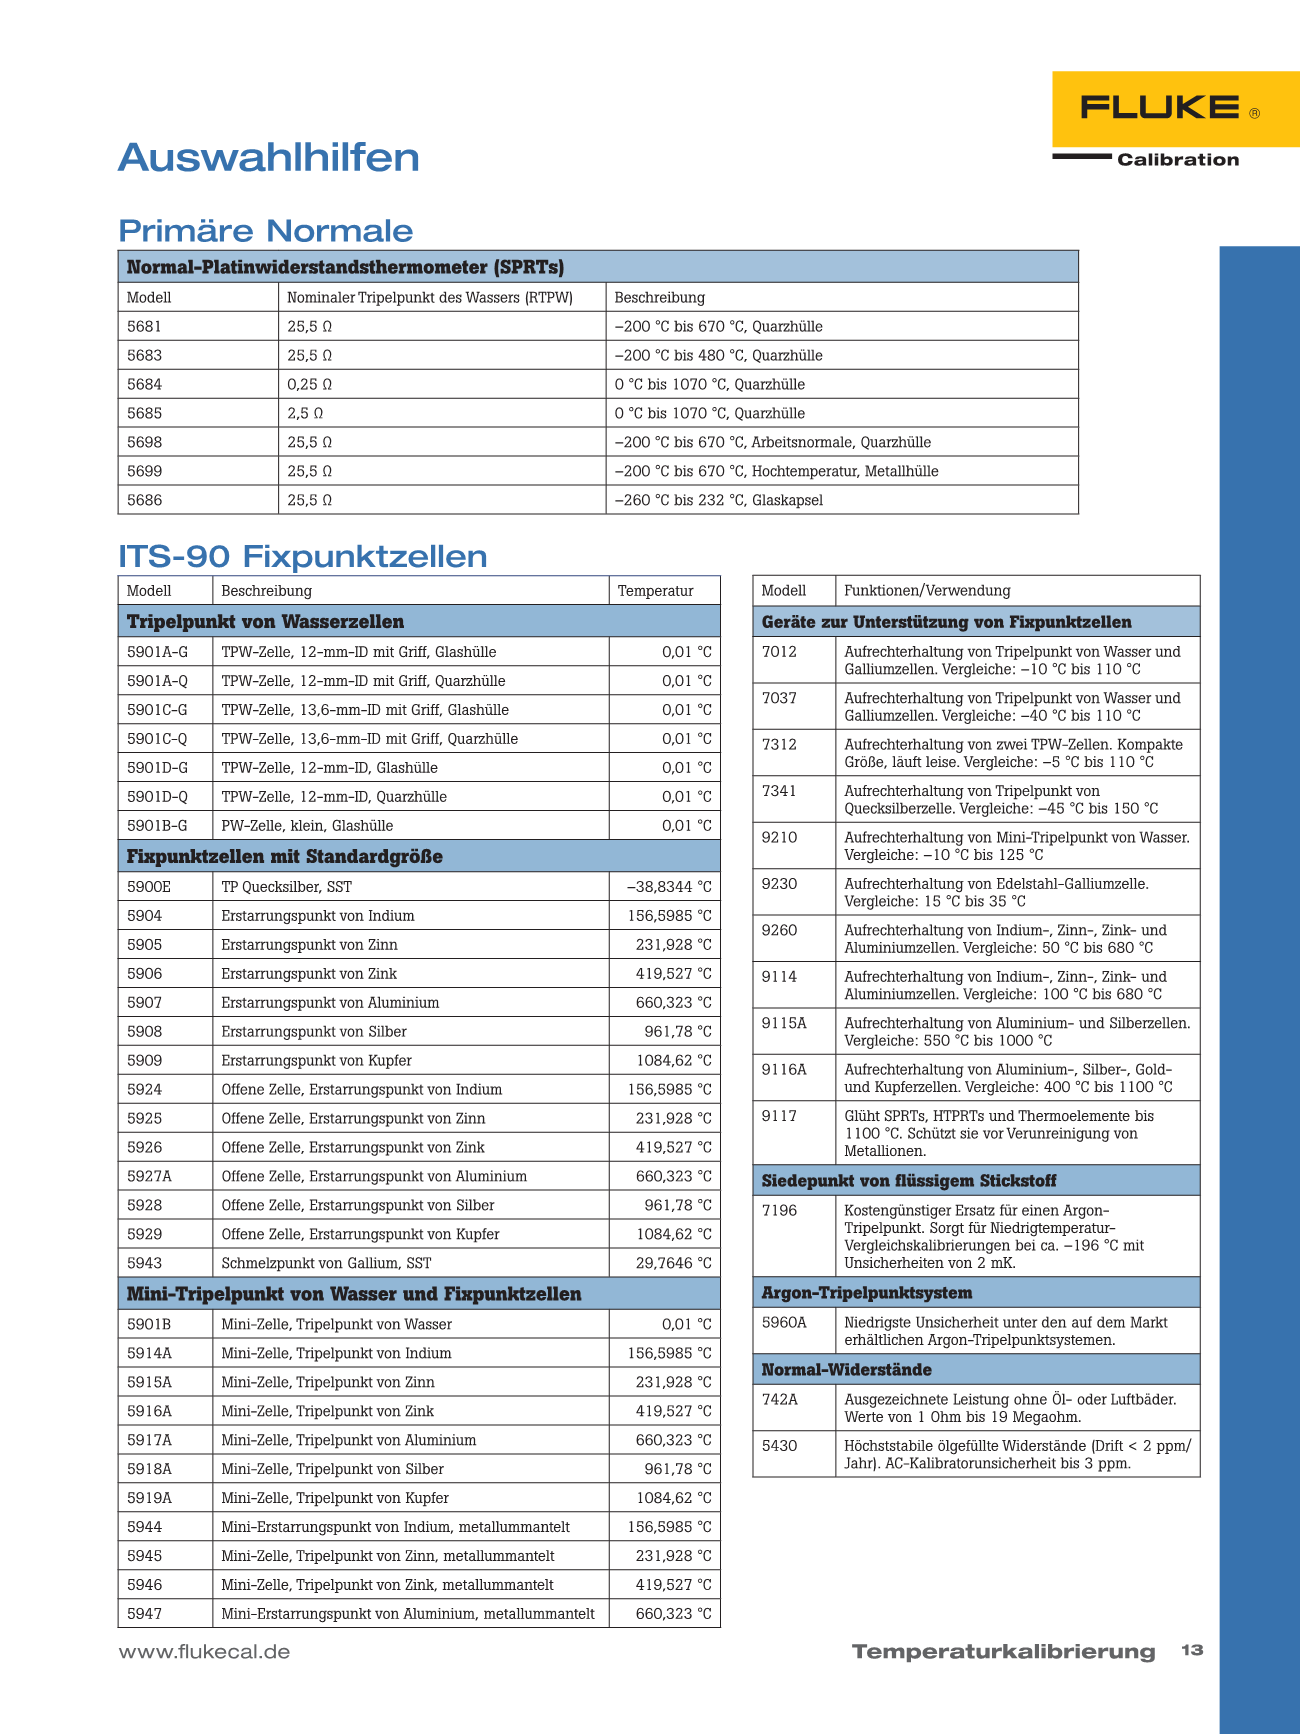 FLUKE ®
Calibration
Auswahlhilfen
Primäre Normale
Normal-Platinwiderstandsthermometer (SPRTs)
Modell Nominaler Tripelpunkt des Wassers (RTPW) Beschreibung
5681 25,5 Ω –200 °C bis 670 °C, Quarzhülle
5683 25,5 Ω –200 °C bis 480 °C, Quarzhülle
5684 0,25 Ω 0 °C bis 1070 °C, Quarzhülle
5685 2,5 Ω 0 °C bis 1070 °C, Quarzhülle
5698 25,5 Ω –200 °C bis 670 °C, Arbeitsnormale, Quarzhülle
5699 25,5 Ω –200 °C bis 670 °C, Hochtemperatur, Metallhülle
5686 25,5 Ω –260 °C bis 232 °C, Glaskapsel
ITS-90 Fixpunktzellen
Modell Beschreibung Temperatur
Tripelpunkt von Wasserzellen
5901A-G TPW-Zelle, 12-mm-ID mit Griff, Glashülle 0,01 °C
5901A-Q TPW-Zelle, 12-mm-ID mit Griff, Quarzhülle 0,01 °C
5901C-G TPW-Zelle, 13,6-mm-ID mit Griff, Glashülle 0,01 °C
5901C-Q TPW-Zelle, 13,6-mm-ID mit Griff, Quarzhülle 0,01 °C
5901D-G TPW-Zelle, 12-mm-ID, Glashülle 0,01 °C
5901D-Q TPW-Zelle, 12-mm-ID, Quarzhülle 0,01 °C
5901B-G PW-Zelle, klein, Glashülle 0,01 °C
Fixpunktzellen mit Standardgröße
5900E TP Quecksilber, SST –38,8344 °C
5904 Erstarrungspunkt von Indium 156,5985 °C
5905 Erstarrungspunkt von Zinn 231,928 °C
5906 Erstarrungspunkt von Zink 419,527 °C
5907 Erstarrungspunkt von Aluminium 660,323 °C
5908 Erstarrungspunkt von Silber 961,78 °C
5909 Erstarrungspunkt von Kupfer 1084,62 °C
5924 Offene Zelle, Erstarrungspunkt von Indium 156,5985 °C
5925 Offene Zelle, Erstarrungspunkt von Zinn 231,928 °C
5926 Offene Zelle, Erstarrungspunkt von Zink 419,527 °C
5927A Offene Zelle, Erstarrungspunkt von Aluminium 660,323 °C
5928 Offene Zelle, Erstarrungspunkt von Silber 961,78 °C
5929 Offene Zelle, Erstarrungspunkt von Kupfer 1084,62 °C
5943 Schmelzpunkt von Gallium, SST 29,7646 °C
Mini-Tripelpunkt von Wasser und Fixpunktzellen
5901B Mini-Zelle, Tripelpunkt von Wasser 0,01 °C
5914A Mini-Zelle, Tripelpunkt von Indium 156,5985 °C
5915A Mini-Zelle, Tripelpunkt von Zinn 231,928 °C
5916A Mini-Zelle, Tripelpunkt von Zink 419,527 °C
5917A Mini-Zelle, Tripelpunkt von Aluminium 660,323 °C
5918A Mini-Zelle, Tripelpunkt von Silber 961,78 °C
5919A Mini-Zelle, Tripelpunkt von Kupfer 1084,62 °C
5944 Mini-Erstarrungspunkt von Indium, metallummantelt 156,5985 °C
5945 Mini-Zelle, Tripelpunkt von Zinn, metallummantelt 231,928 °C
5946 Mini-Zelle, Tripelpunkt von Zink, metallummantelt 419,527 °C
5947 Mini-Erstarrungspunkt von Aluminium, metallummantelt 660,323 °C
Modell Funktionen/Verwendung
Geräte zur Unterstützung von Fixpunktzellen
7012 Aufrechterhaltung von Tripelpunkt von Wasser und
Galliumzellen. Vergleiche: –10 °C bis 110 °C
7037 Aufrechterhaltung von Tripelpunkt von Wasser und
Galliumzellen. Vergleiche: –40 °C bis 110 °C
7312 Aufrechterhaltung von zwei TPW-Zellen. Kompakte
Größe, läuft leise. Vergleiche: –5 °C bis 110 °C
7341 Aufrechterhaltung von Tripelpunkt von
Quecksilberzelle. Vergleiche: –45 °C bis 150 °C
9210 Aufrechterhaltung von Mini-Tripelpunkt von Wasser.
Vergleiche: –10 °C bis 125 °C
9230 Aufrechterhaltung von Edelstahl-Galliumzelle.
Vergleiche: 15 °C bis 35 °C
9260 Aufrechterhaltung von Indium-, Zinn-, Zink- und
Aluminiumzellen. Vergleiche: 50 °C bis 680 °C
9114 Aufrechterhaltung von Indium-, Zinn-, Zink- und
Aluminiumzellen. Vergleiche: 100 °C bis 680 °C
9115A Aufrechterhaltung von Aluminium- und Silberzellen.
Vergleiche: 550 °C bis 1000 °C
9116A Aufrechterhaltung von Aluminium-, Silber-, Gold-
und Kupferzellen. Vergleiche: 400 °C bis 1100 °C
9117 Glüht SPRTs, HTPRTs und Thermoelemente bis
1100 °C. Schützt sie vor Verunreinigung von
Metallionen.
Siedepunkt von flüssigem Stickstoff
7196 Kostengünstiger Ersatz für einen Argon-
Tripelpunkt. Sorgt für Niedrigtemperatur-
Vergleichskalibrierungen bei ca. –196 °C mit
Unsicherheiten von 2 mK.
Argon-Tripelpunktsystem
5960A Niedrigste Unsicherheit unter den auf dem Markt
erhältlichen Argon-Tripelpunktsystemen.
Normal-Widerstände
742A Ausgezeichnete Leistung ohne Öl- oder Luftbäder.
Werte von 1 Ohm bis 19 Megaohm.
5430 Höchststabile ölgefüllte Widerstände (Drift < 2 ppm/
Jahr). AC-Kalibratorunsicherheit bis 3 ppm.
www.flukecal.de Temperaturkalibrierung 13